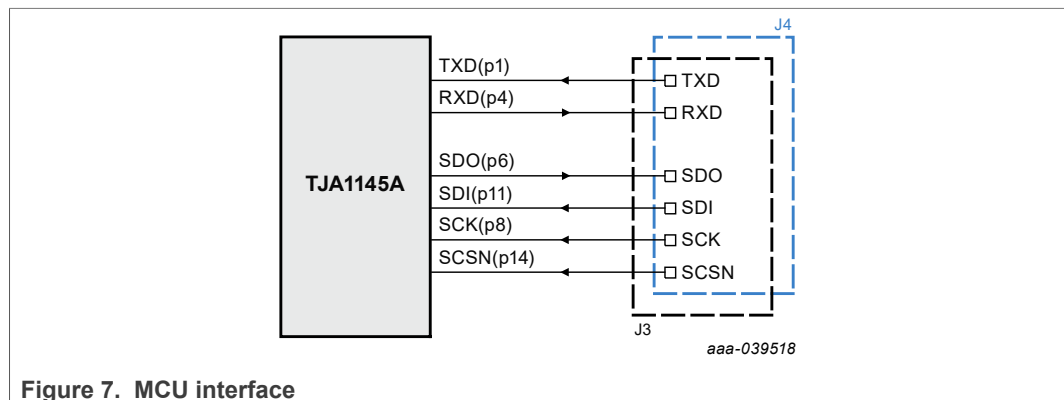 J4
TXD(p1)
TXD
RXD(p4)
RXD
SDO(p6)
SDO
TJA1145A
SDI(p11)
SDI
SCK(p8)
SCK
SCSN(p14)
SCSN
J3
aaa-039518
Figure 7. MCU interface